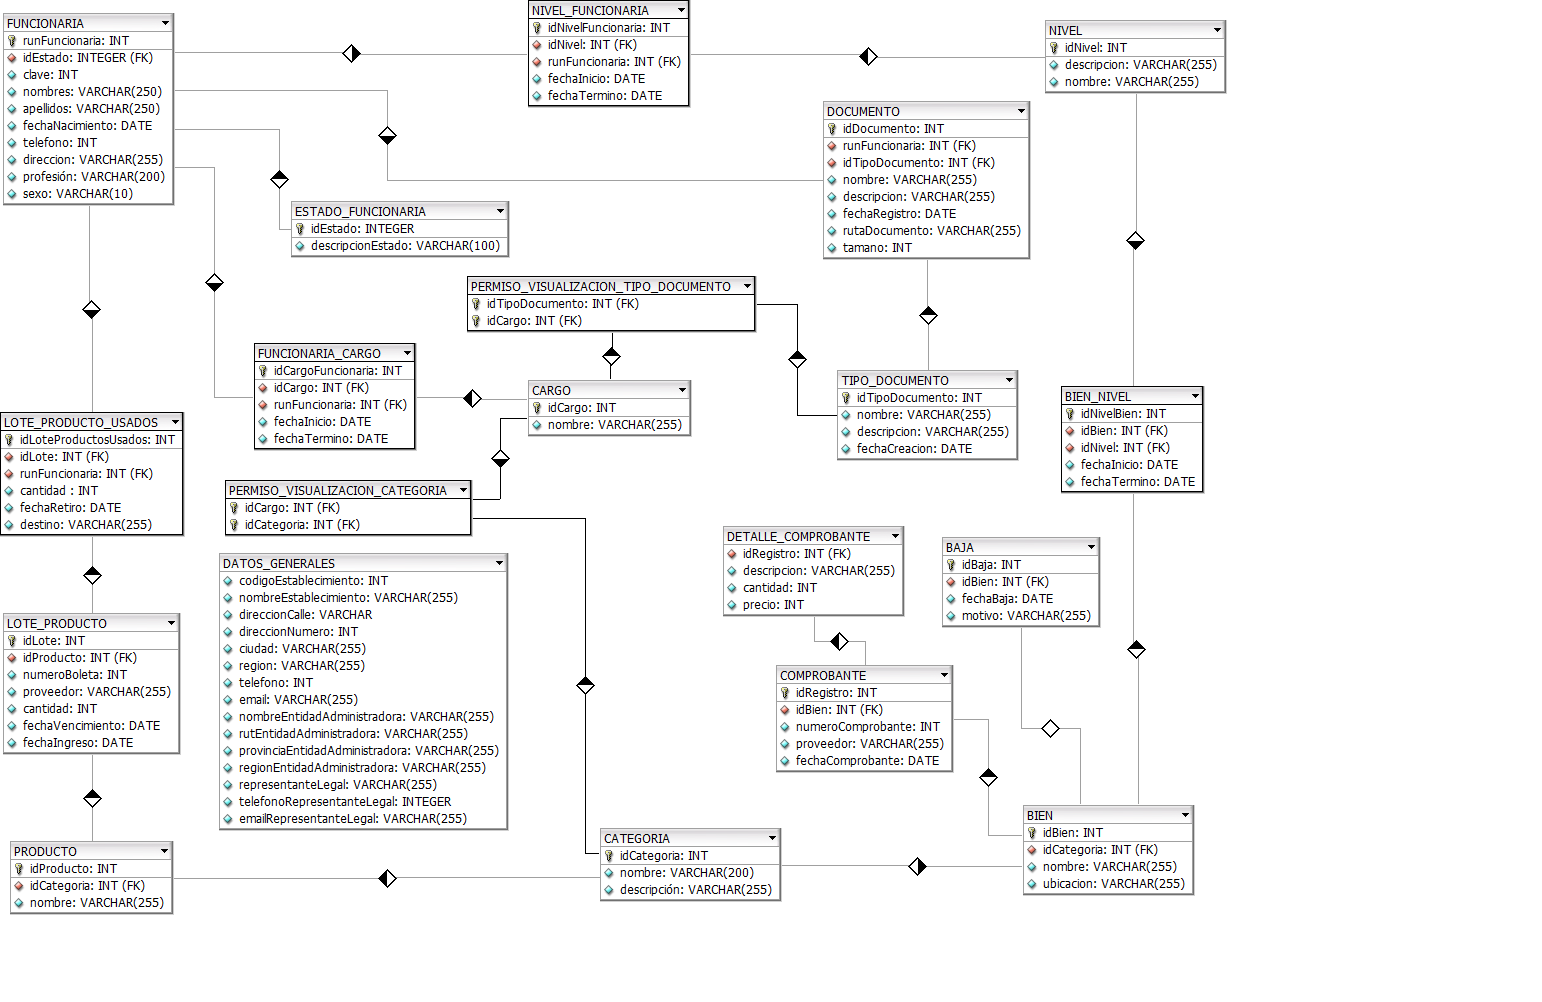 FUNCIONARIA
runFuncionaria: INT
idEstado: INTEGER (FK)
clave: INT
nombres: VARCHAR(250)
apellidos: VARCHAR(250)
fechaNacimiento: DATE
telefono: INT
direccion: VARCHAR(255)
profesión: VARCHAR(200)
sexo: VARCHAR(10)
NIVEL_FUNCIONARIA
idNivelFuncionaria: INT
idNivel: INT (FK)
runFuncionaria: INT (FK)
fechaInicio: DATE
fechaTermino: DATE
NIVEL
idNivel: INT
descripcion: VARCHAR(255)
nombre: VARCHAR(255)
DOCUMENTO
idDocumento: INT
runFuncionaria: INT (FK)
idTipoDocumento: INT (FK)
nombre: VARCHAR(255)
descripcion: VARCHAR(255)
fechaRegistro: DATE
rutaDocumento: VARCHAR(255)
tamano: INT
ESTADO_FUNCIONARIA
idEstado: INTEGER
descripcionEstado: VARCHAR(100)
PERMISO_VISUALIZACION_TIPO_DOCUMENTO
idTipoDocumento: INT (FK)
idCargo: INT (FK)
FUNCIONARIA_CARGO
idCargoFuncionaria: INT
idCargo: INT (FK)
runFuncionaria: INT (FK)
fechaInicio: DATE
fechaTermino: DATE
CARGO
idCargo: INT
nombre: VARCHAR(255)
TIPO_DOCUMENTO
idTipoDocumento: INT
nombre: VARCHAR(255)
descripcion: VARCHAR(255)
fechaCreacion: DATE
BIEN_NIVEL
idNivelBien: INT
idBien: INT (FK)
idNivel: INT (FK)
fechaInicio: DATE
fechaTermino: DATE
LOTE_PRODUCTO_USADOS
idLoteProductosUsados: INT
idLote: INT (FK)
runFuncionaria: INT (FK)
cantidad : INT
fechaRetiro: DATE
destino: VARCHAR(255)
PERMISO_VISUALIZACION_CATEGORIA
idCargo: INT (FK)
idCategoria: INT (FK)
DATOS_GENERALES
codigoEstablecimiento: INT
nombreEstablecimiento: VARCHAR(255)
direccionCalle: VARCHAR
direccionNumero: INT
ciudad: VARCHAR(255)
region: VARCHAR(255)
telefono: INT
email: VARCHAR(255)
nombreEntidadAdministradora: VARCHAR(255)
rutEntidadAdministradora: VARCHAR(255)
provinciaEntidadAdministradora: VARCHAR(255)
regionEntidadAdministradora: VARCHAR(255)
representanteLegal: VARCHAR(255)
telefonoRepresentanteLegal: INTEGER
emailRepresentanteLegal: VARCHAR(255)
DETALLE_COMPROBANTE
idRegistro: INT (FK)
descripcion: VARCHAR(255)
cantidad: INT
precio: INT
BAJA
idBaja: INT
idBien: INT (FK)
fechaBaja: DATE
motivo: VARCHAR(255)
LOTE_PRODUCTO
idLote: INT
idProducto: INT (FK)
numeroBoleta: INT
proveedor: VARCHAR(255)
cantidad: INT
fechaVencimiento: DATE
fechaIngreso: DATE
COMPROBANTE
idRegistro: INT
idBien: INT (FK)
numeroComprobante: INT
proveedor: VARCHAR(255)
fechaComprobante: DATE
PRODUCTO
idProducto: INT
idCategoria: INT (FK)
nombre: VARCHAR(255)
CATEGORIA
idCategoria: INT
nombre: VARCHAR(200)
descripción: VARCHAR(255)
BIEN
idBien: INT
idCategoria: INT (FK)
nombre: VARCHAR(255)
ubicacion: VARCHAR(255)